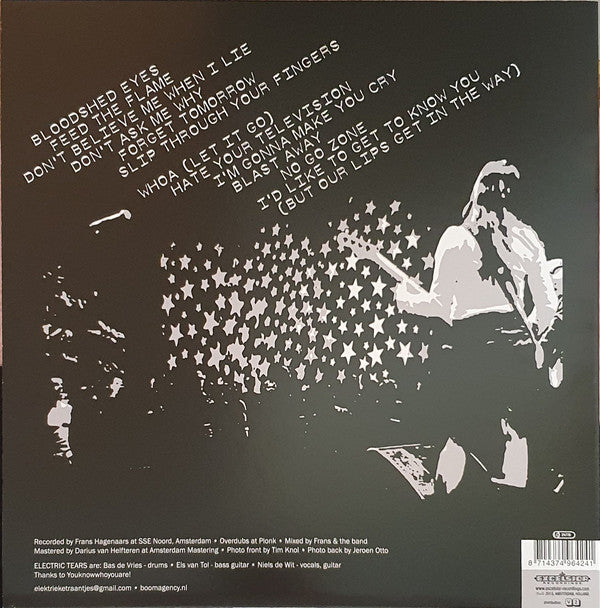 BLOODSHED EYES
FEED THE FLAME
DON'T BELIEVE ME WHEN I LIE
DON'T ASK ME WHY
FORGET TOMORROW
SLIP THROUGH YOUR FINGERS
WHOA (LET IT GO)
HATE YOUR TELEVISION
I'M GONNA MAKE YOU CRY
BLAST AWAY
NO GO ZONE
I'D LIKE TO GET TO KNOW YOU
(BUT OUR LIPS GET IN THE WAY)
Recorded by Frans Hagenaars at SSE Noord, Amsterdam • Overdubs at Plonk • Mixed by Frans & the band
Mastered by Darius van Helfteren at Amsterdam Mastering • Photo front by Tim Knol • Photo back by Jeroen Otto
ELECTRIC TEARS are: Bas de Vries - drums • Els van Tol - bass guitar • Niels de Wit - vocals, guitar
Thanks to Youknowwhoyouare!
elektrieketraantjes@gmail.com • boomagency.nl
8 714374 964241
EXCELSIOR
RECORDINGS